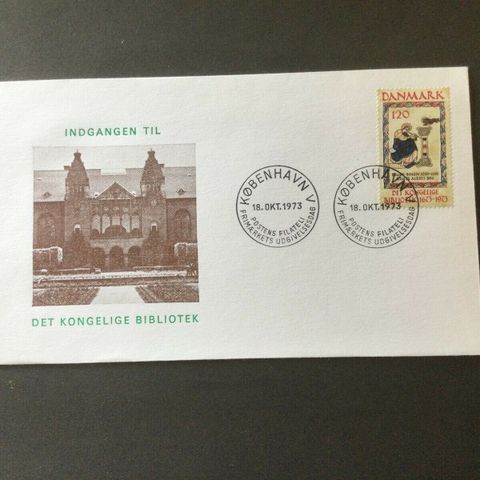 INDGANGEN TIL
DET KONGELIGE BIBLIOTEK
KØBENHAVN V
18. OKT. 1973
POSTENS FILATELI
FRIMÆRKETS UDGIVELSESDAG
KØBENHAVN V
18. OKT. 1973
POSTENS FILATELI
FRIMÆRKETS UDGIVELSESDAG
DANMARK
120
DET KONGELIGE
BIBLIOTEK 1673-1973